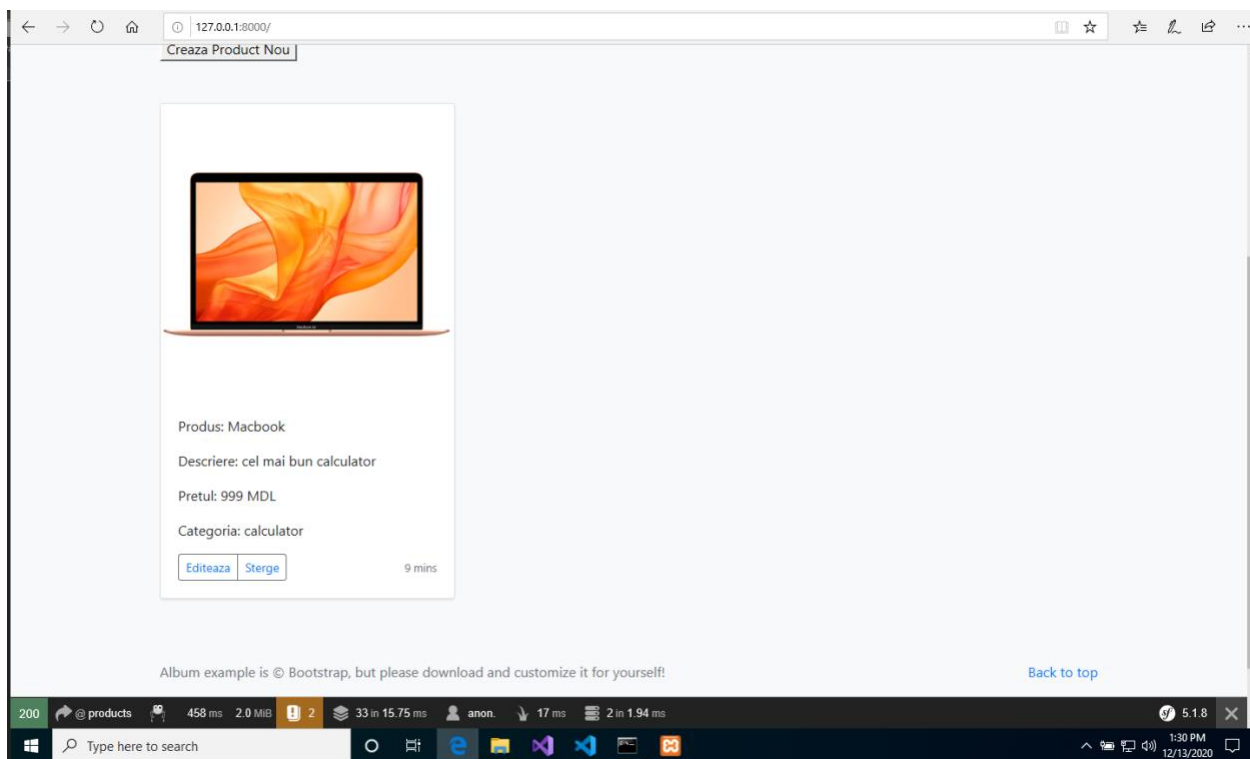 127.0.0.1:8000/
Creaza Product Nou
MacBook Air
Produs: Macbook
Descriere: cel mai bun calculator
Pretul: 999 MDL
Categoria: calculator
Editeaza Sterge 9 mins
Album example is © Bootstrap, but please download and customize it for yourself! Back to top
200 @ products 458 ms 2.0 MiB 2 33 in 15.75 ms anon. 17 ms 2 in 1.94 ms sf 5.1.8
Type here to search 1:30 PM
12/13/2020